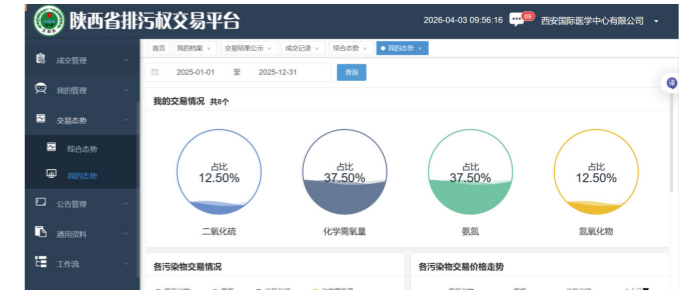 陕西省排污权交易平台
2026-04-03 09:56:16
69
西安国际医学中心有限公司
成交管理
我的管理
交易态势
综合态势
我的态势
公告管理
通用资料
工作流
首页
我的档案 ×
交易结果公示 ×
成交记录 ×
综合态势 ×
我的态势 ×
2025-01-01 至 2025-12-31
查询
译
我的交易情况 共8个
占比
12.50%
占比
37.50%
占比
37.50%
占比
12.50%
二氧化硫
化学需氧量
氨氮
氮氧化物
各污染物交易情况
各污染物交易价格走势